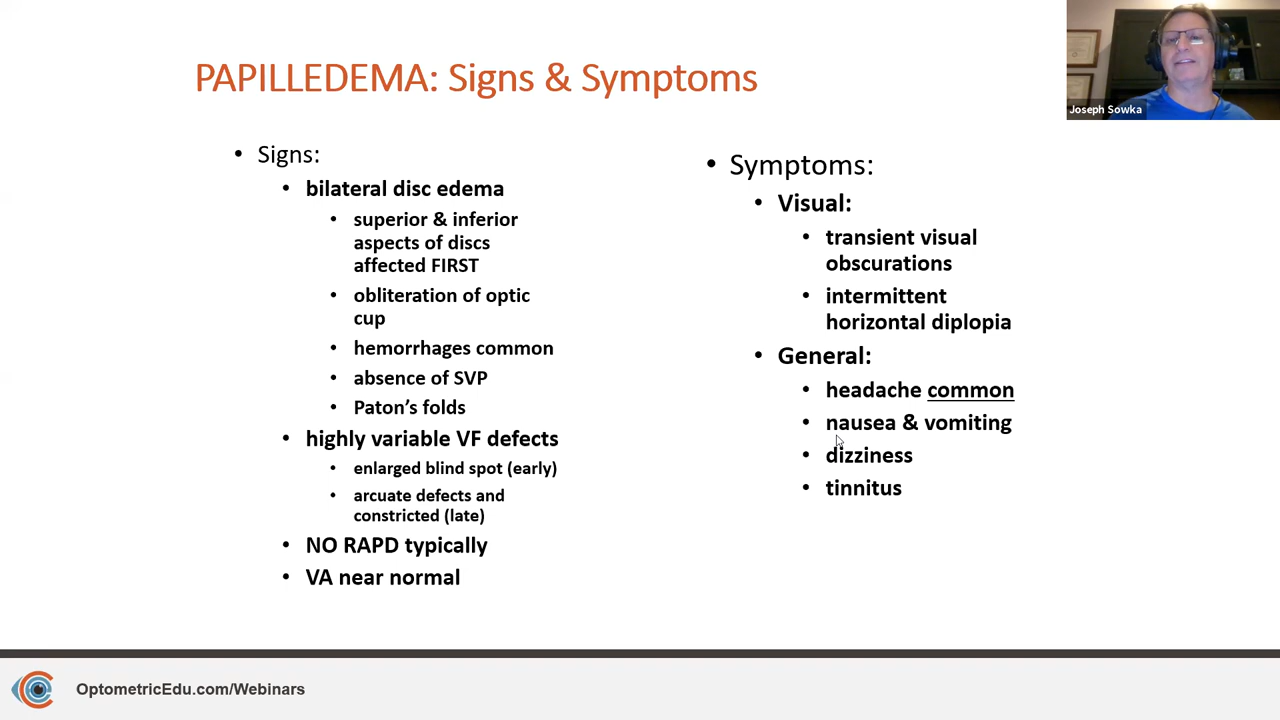 PAPILLEDEMA: Signs & Symptoms
Joseph Sowka
• Signs:
• bilateral disc edema
• superior & inferior
aspects of discs
affected FIRST
• obliteration of optic
cup
• hemorrhages common
• absence of SVP
• Paton’s folds
• highly variable VF defects
• enlarged blind spot (early)
• arcuate defects and
constricted (late)
• NO RAPD typically
• VA near normal
• Symptoms:
• Visual:
• transient visual
obscurations
• intermittent
horizontal diplopia
• General:
• headache common
• nausea & vomiting
• dizziness
• tinnitus
OptometricEdu.com/Webinars